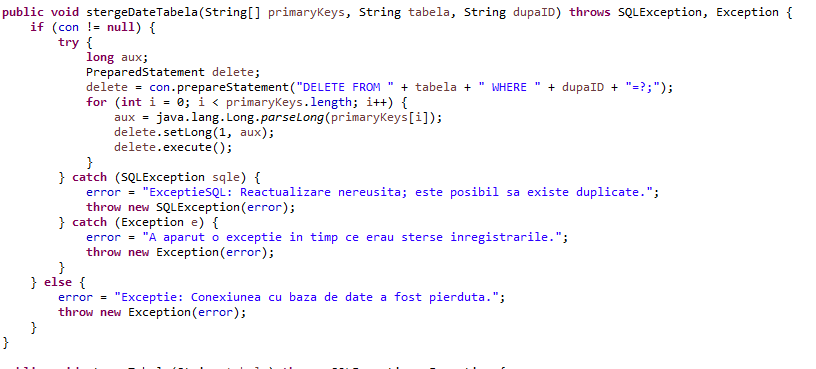 public void stergeDateTabela(String[] primaryKeys, String tabela, String dupaID) throws SQLException, Exception {
    if (con != null) {
        try {
            long aux;
            PreparedStatement delete;
            delete = con.prepareStatement("DELETE FROM " + tabela + " WHERE " + dupaID + "=?;");
            for (int i = 0; i < primaryKeys.length; i++) {
                aux = java.lang.Long.parseLong(primaryKeys[i]);
                delete.setLong(1, aux);
                delete.execute();
            }
        } catch (SQLException sqle) {
            error = "ExceptieSQL: Reactualizare nereusita; este posibil sa existe duplicate.";
            throw new SQLException(error);
        } catch (Exception e) {
            error = "A aparut o exceptie in timp ce erau sterse inregistrarile.";
            throw new Exception(error);
        }
    } else {
        error = "Exceptie: Conexiunea cu baza de date a fost pierduta.";
        throw new Exception(error);
    }
}